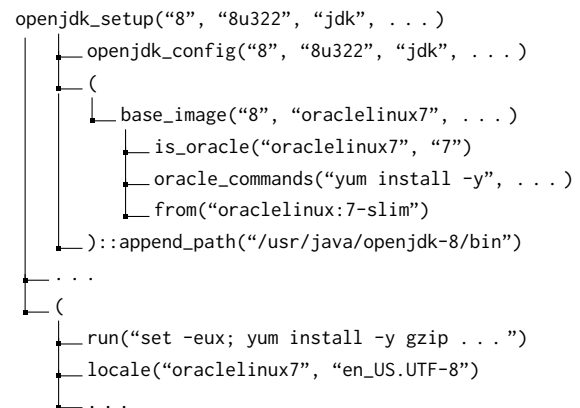 openjdk_setup(“8”, “8u322”, “jdk”, . . . )
openjdk_config(“8”, “8u322”, “jdk”, . . . )
(
base_image(“8”, “oraclelinux7”, . . . )
is_oracle(“oraclelinux7”, “7”)
oracle_commands(“yum install -y”, . . . )
from(“oraclelinux:7-slim”)
)::append_path(“/usr/java/openjdk-8/bin”)
. . .
(
run(“set -eux; yum install -y gzip . . . ”)
locale(“oraclelinux7”, “en_US.UTF-8”)
. . .